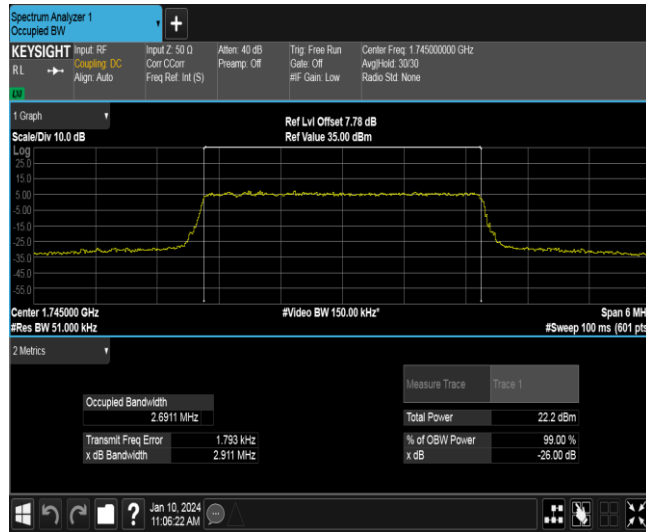 Spectrum Analyzer 1
Occupied BW
+
KEYSIGHT Input: RF Input Z: 50 Ω Atten: 40 dB Trig: Free Run Center Freq: 1.745000000 GHz
RL Coupling: DC Corr CCorr Preamp: Off Gate: Off Avg|Hold: 30/30
Align: Auto Freq Ref: Int (S) #IF Gain: Low Radio Std: None
LXI
1 Graph
Ref Lvl Offset 7.78 dB
Scale/Div 10.0 dB Ref Value 35.00 dBm
Log
25.0
15.0
5.00
-5.00
-15.0
-25.0
-35.0
-45.0
-55.0
Center 1.745000 GHz #Video BW 150.00 kHz* Span 6 MH
#Res BW 51.000 kHz #Sweep 100 ms (601 pts
2 Metrics
Measure Trace Trace 1
Occupied Bandwidth
2.6911 MHz
Total Power 22.2 dBm
Transmit Freq Error 1.793 kHz % of OBW Power 99.00 %
x dB Bandwidth 2.911 MHz x dB -26.00 dB
? Jan 10, 2024
11:06:22 AM